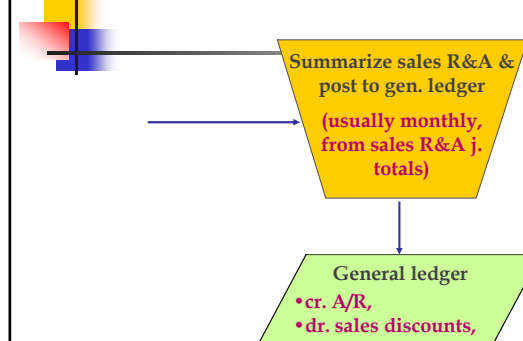 Summarize sales R&A &
post to gen. ledger
(usually monthly,
from sales R&A j.
totals)
General ledger
•cr. A/R,
•dr. sales discounts,